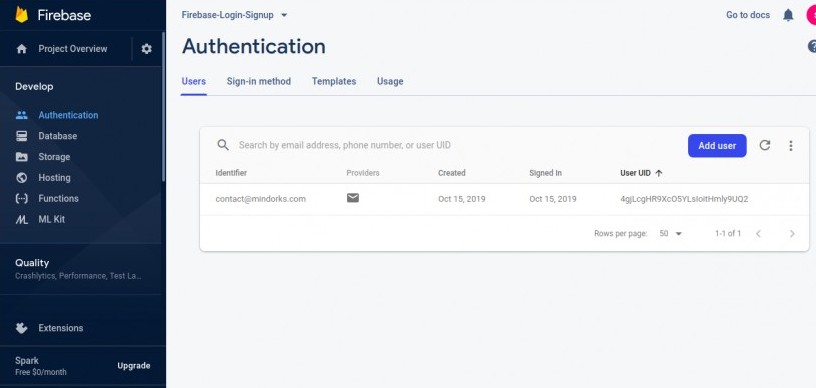 Firebase
Firebase-Login-Signup
Go to docs
Project Overview
Authentication
Develop
Users Sign-in method Templates Usage
Authentication
Database
Storage
Hosting
Functions
ML Kit
Search by email address, phone number, or user UID
Add user
Identifier Providers Created Signed In User UID
contact@mindorks.com Oct 15, 2019 Oct 15, 2019 4gjLcgHR9XcO5YLsIoitHmly9UQ2
Rows per page: 50 1-1 of 1
Quality
Crashlytics, Performance, Test La...
Extensions
Spark
Free $0/month
Upgrade